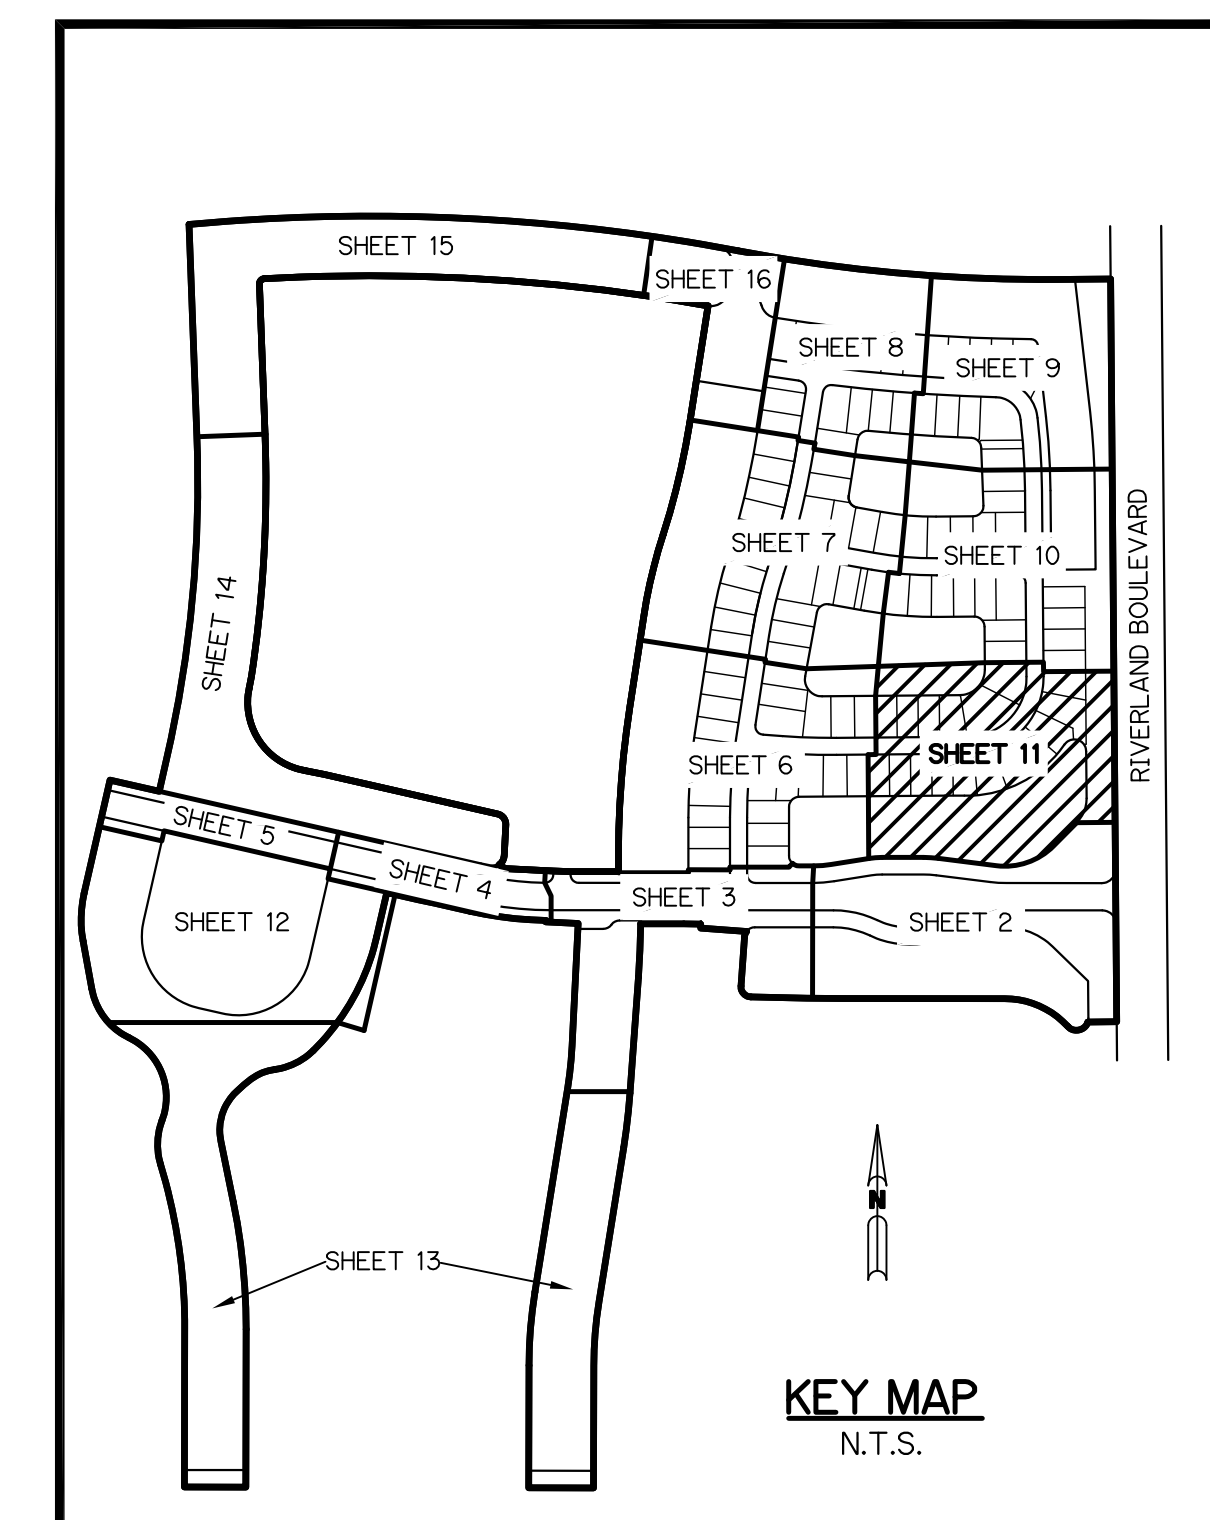 SHEET 15
SHEET 16
SHEET 8
SHEET 9
SHEET 7
SHEET 10
SHEET 14
RIVERLAND BOULEVARD
SHEET 6
SHEET 11
SHEET 5
SHEET 4
SHEET 3
SHEET 12
SHEET 2
N
SHEET 13
KEY MAP
N.T.S.